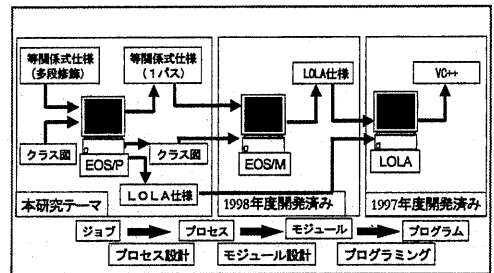 等関係式仕様
(多段修飾)
等関係式仕様
(1パス)
LOLA仕様
VC++
クラス図
EOS/P
クラス図
EOS/M
LOLA
LOLA仕様
本研究テーマ
1998年度開発済み
1997年度開発済み
ジョブ
プロセス
モジュール
プログラム
プロセス設計
モジュール設計
プログラミング